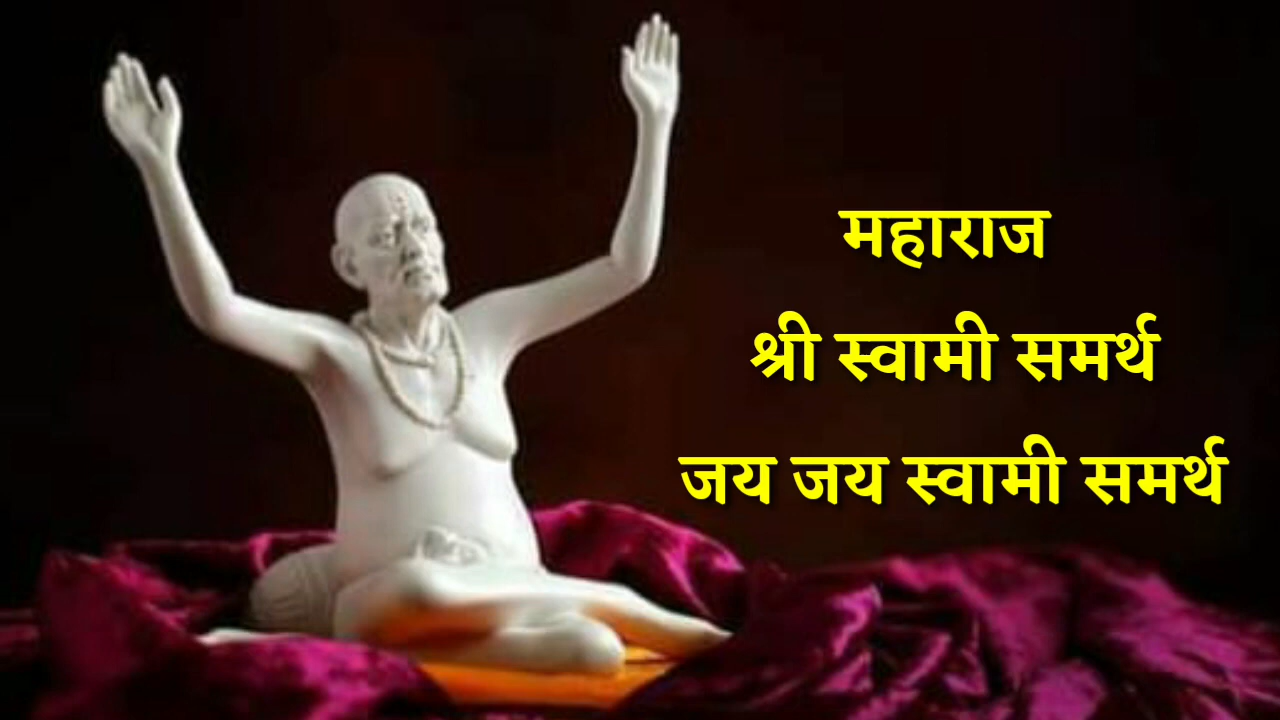 महाराज
श्री स्वामी समर्थ
जय जय स्वामी समर्थ